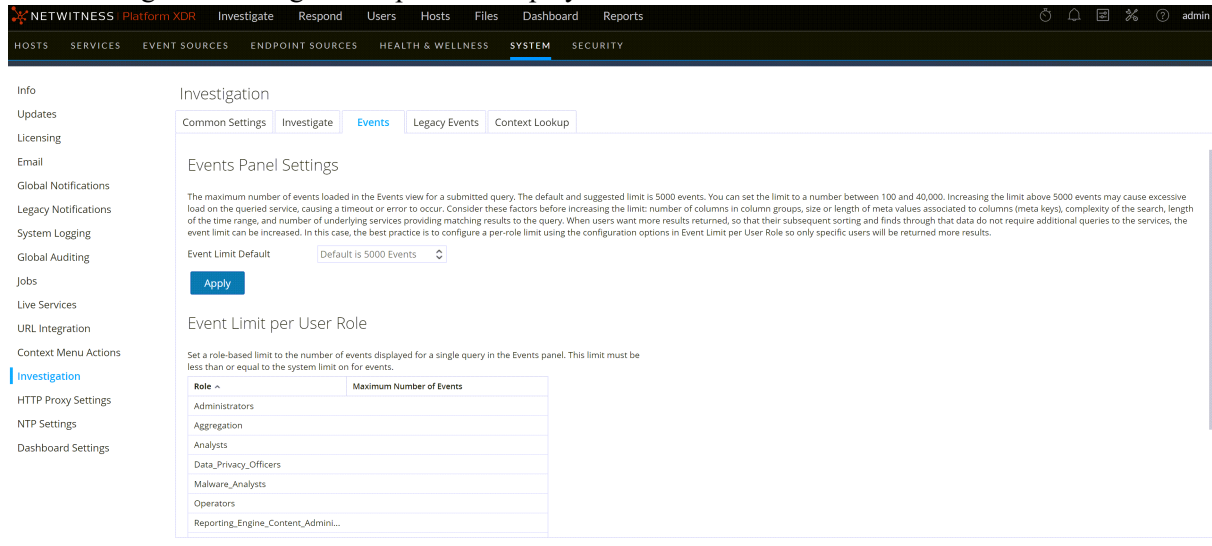 NETWITNESS Platform XDR Investigate Respond Users Hosts Files Dashboard Reports admin
HOSTS SERVICES EVENT SOURCES ENDPOINT SOURCES HEALTH & WELLNESS SYSTEM SECURITY
Info
Updates
Licensing
Email
Global Notifications
Legacy Notifications
System Logging
Global Auditing
Jobs
Live Services
URL Integration
Context Menu Actions
Investigation
HTTP Proxy Settings
NTP Settings
Dashboard Settings
Investigation
Common Settings Investigate Events Legacy Events Context Lookup
Events Panel Settings
The maximum number of events loaded in the Events view for a submitted query. The default and suggested limit is 5000 events. You can set the limit to a number between 100 and 40,000. Increasing the limit above 5000 events may cause excessive
load on the queried service, causing a timeout or error to occur. Consider these factors before increasing the limit: number of columns in column groups, size or length of meta values associated to columns (meta keys), complexity of the search, length
of the time range, and number of underlying services providing matching results to the query. When users want more results returned, so that their subsequent sorting and finds through that data do not require additional queries to the services, the
event limit can be increased. In this case, the best practice is to configure a per-role limit using the configuration options in Event Limit per User Role so only specific users will be returned more results.
Event Limit Default Default is 5000 Events
Apply
Event Limit per User Role
Set a role-based limit to the number of events displayed for a single query in the Events panel. This limit must be
less than or equal to the system limit on for events.
Role Maximum Number of Events
Administrators
Aggregation
Analysts
Data_Privacy_Officers
Malware_Analysts
Operators
Reporting_Engine_Content_Admini...